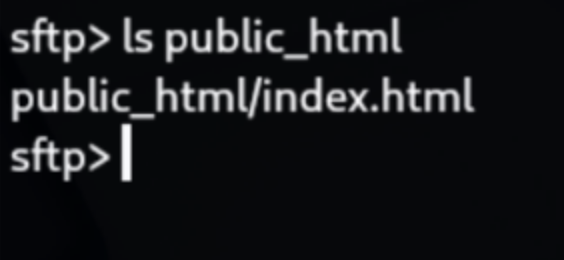 sftp> ls public_html
public_html/index.html
sftp>